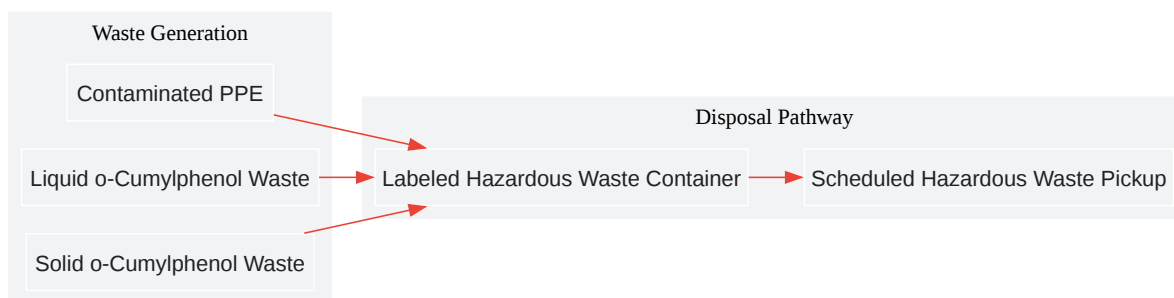 Waste Generation
Contaminated PPE
Liquid o-Cumylphenol Waste
Solid o-Cumylphenol Waste
Disposal Pathway
Labeled Hazardous Waste Container
Scheduled Hazardous Waste Pickup